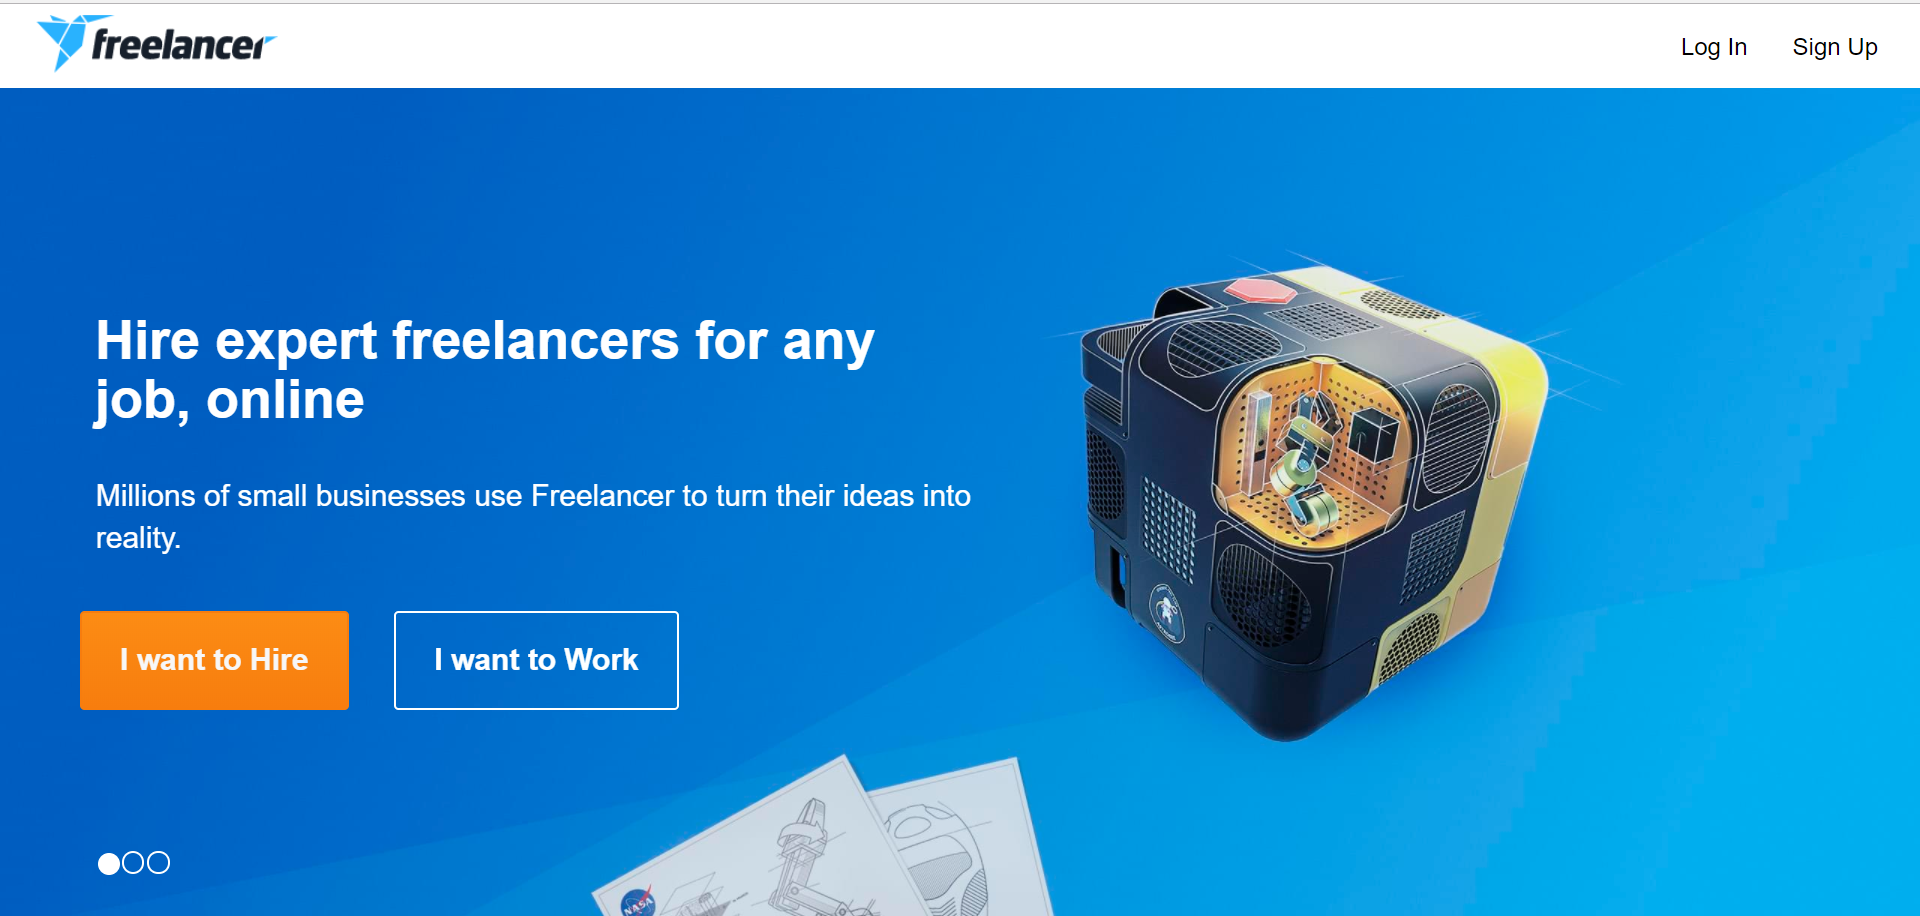 freelancer
Log In
Sign Up
Hire expert freelancers for any
job, online
Millions of small businesses use Freelancer to turn their ideas into
reality.
I want to Hire
I want to Work
NASA